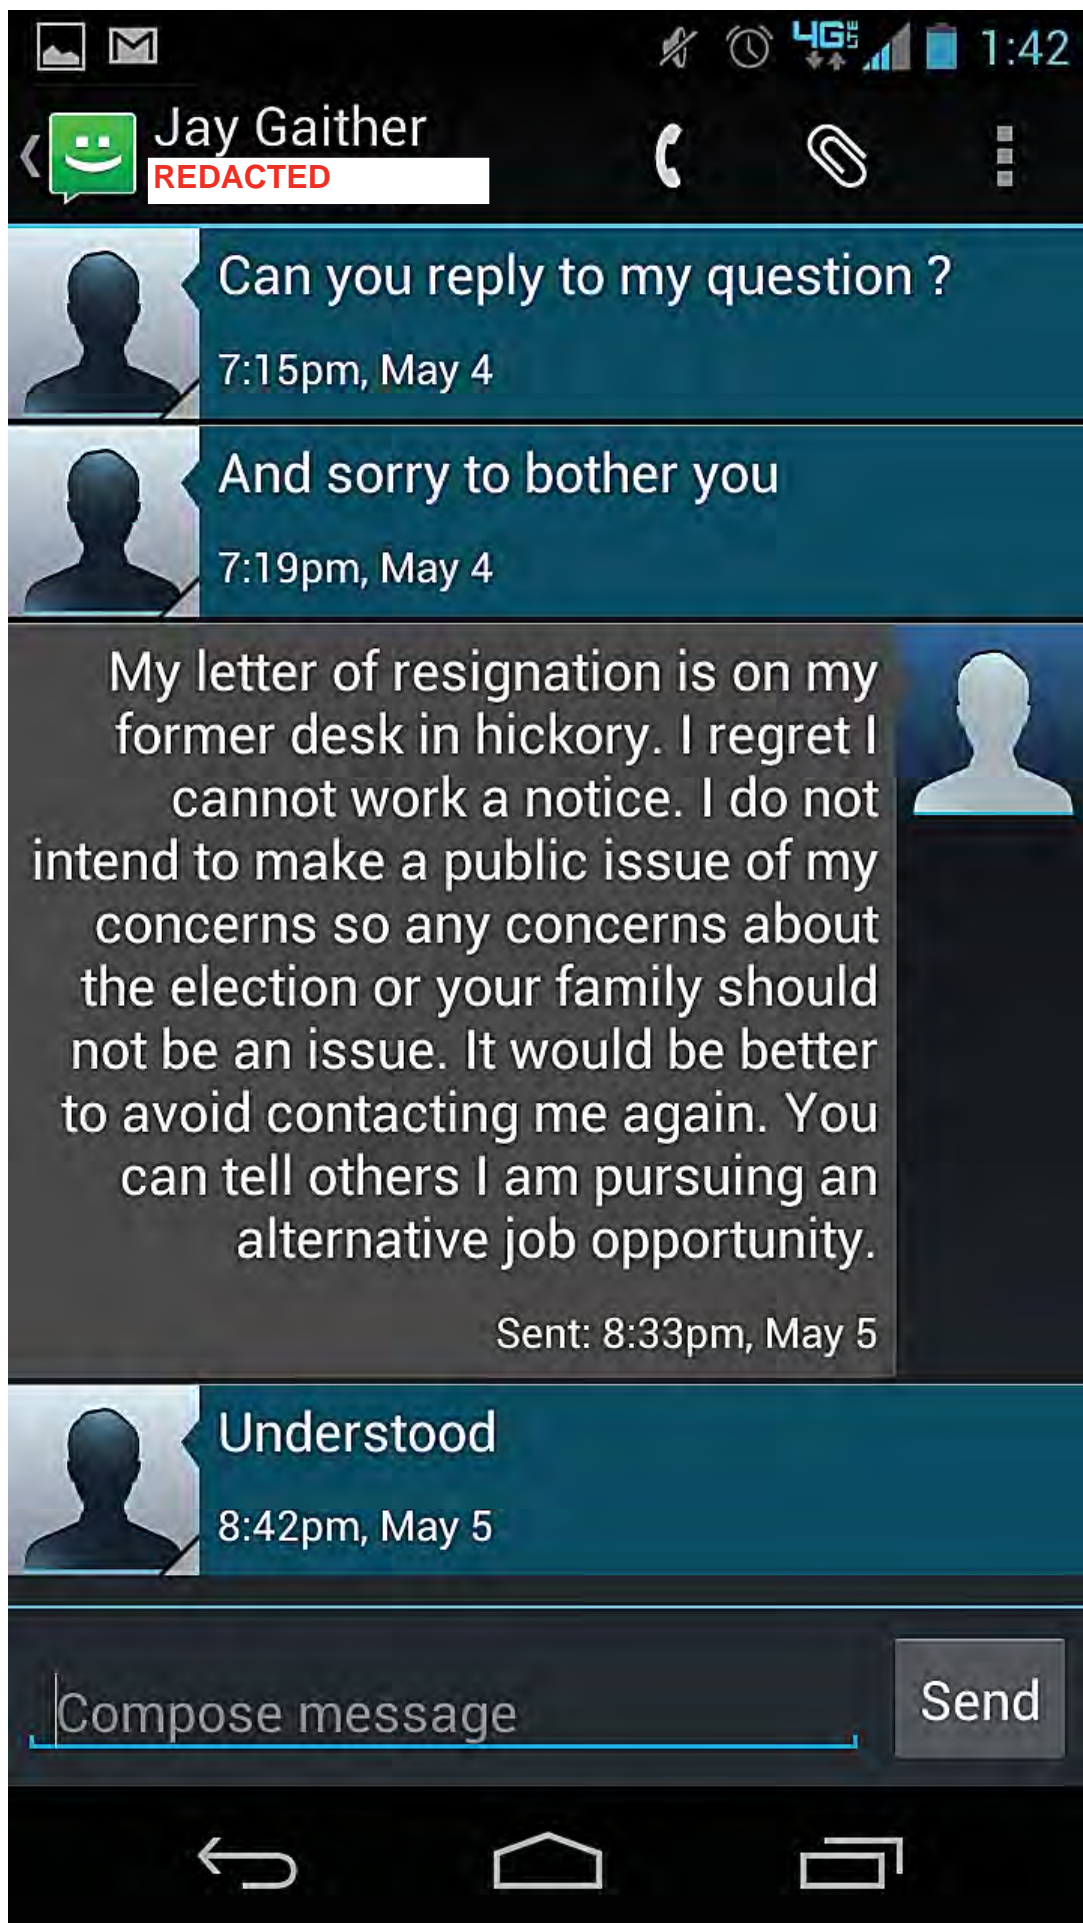 4G LTE 1:42
Jay Gaither
REDACTED
Can you reply to my question ?
7:15pm, May 4
And sorry to bother you
7:19pm, May 4
My letter of resignation is on my
former desk in hickory. I regret I
cannot work a notice. I do not
intend to make a public issue of my
concerns so any concerns about
the election or your family should
not be an issue. It would be better
to avoid contacting me again. You
can tell others I am pursuing an
alternative job opportunity.
Sent: 8:33pm, May 5
Understood
8:42pm, May 5
Compose message
Send